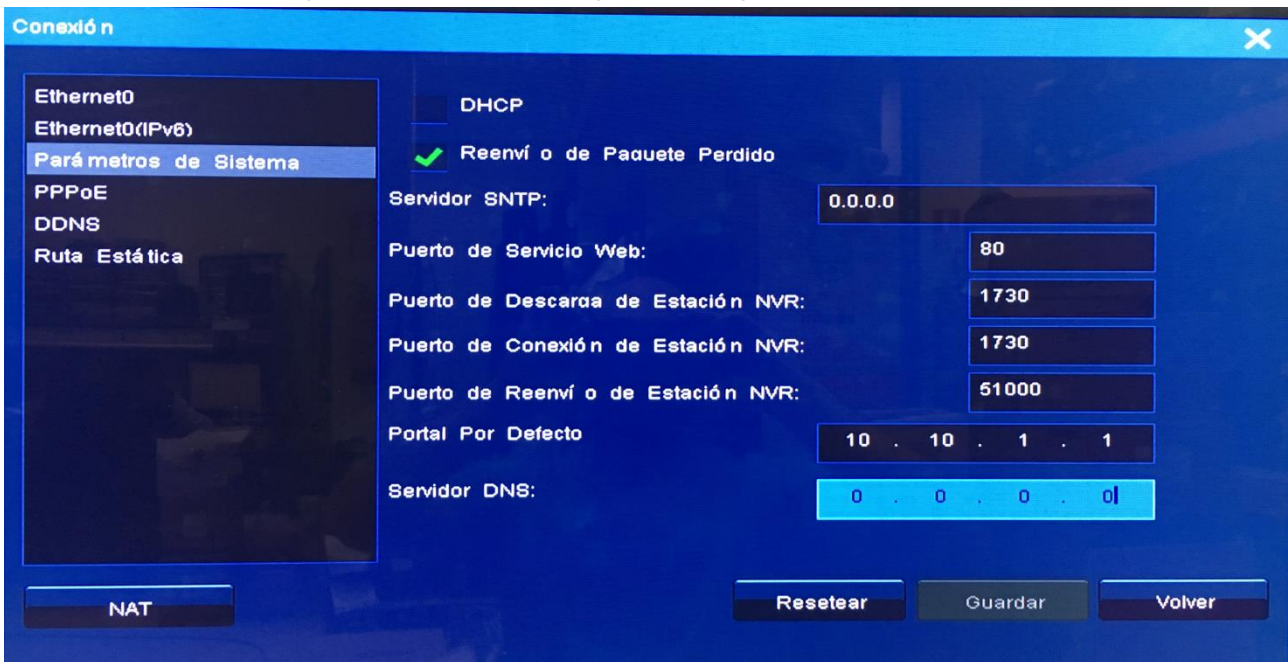 Conexión
Ethernet0
Ethernet0(IPv6)
Parámetros de Sistema
PPPoE
DDNS
Ruta Estática
DHCP
Reenví o de Paquete Perdido
Servidor SNTP: 0.0.0.0
Puerto de Servicio Web: 80
Puerto de Descarga de Estación NVR: 1730
Puerto de Conexión de Estación NVR: 1730
Puerto de Reenví o de Estación NVR: 51000
Portal Por Defecto 10 . 10 . 1 . 1
Servidor DNS: 0 . 0 . 0 . 0
NAT
Resetear
Guardar
Volver